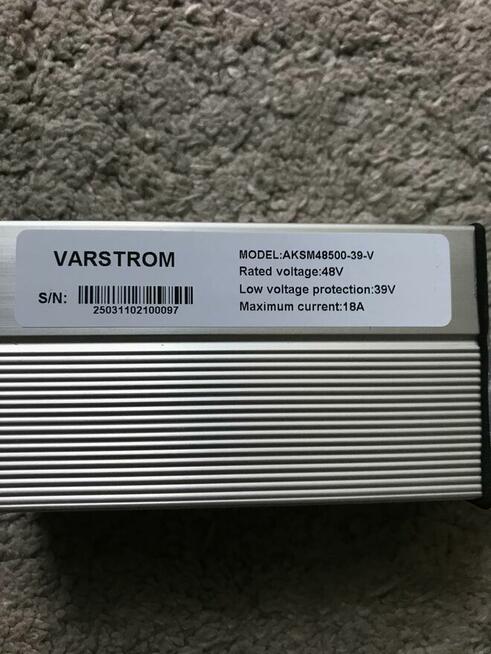 VARSTROM
S/N:
25031102100097
MODEL:AKSM48500-39-V
Rated voltage:48V
Low voltage protection:39V
Maximum current:18A